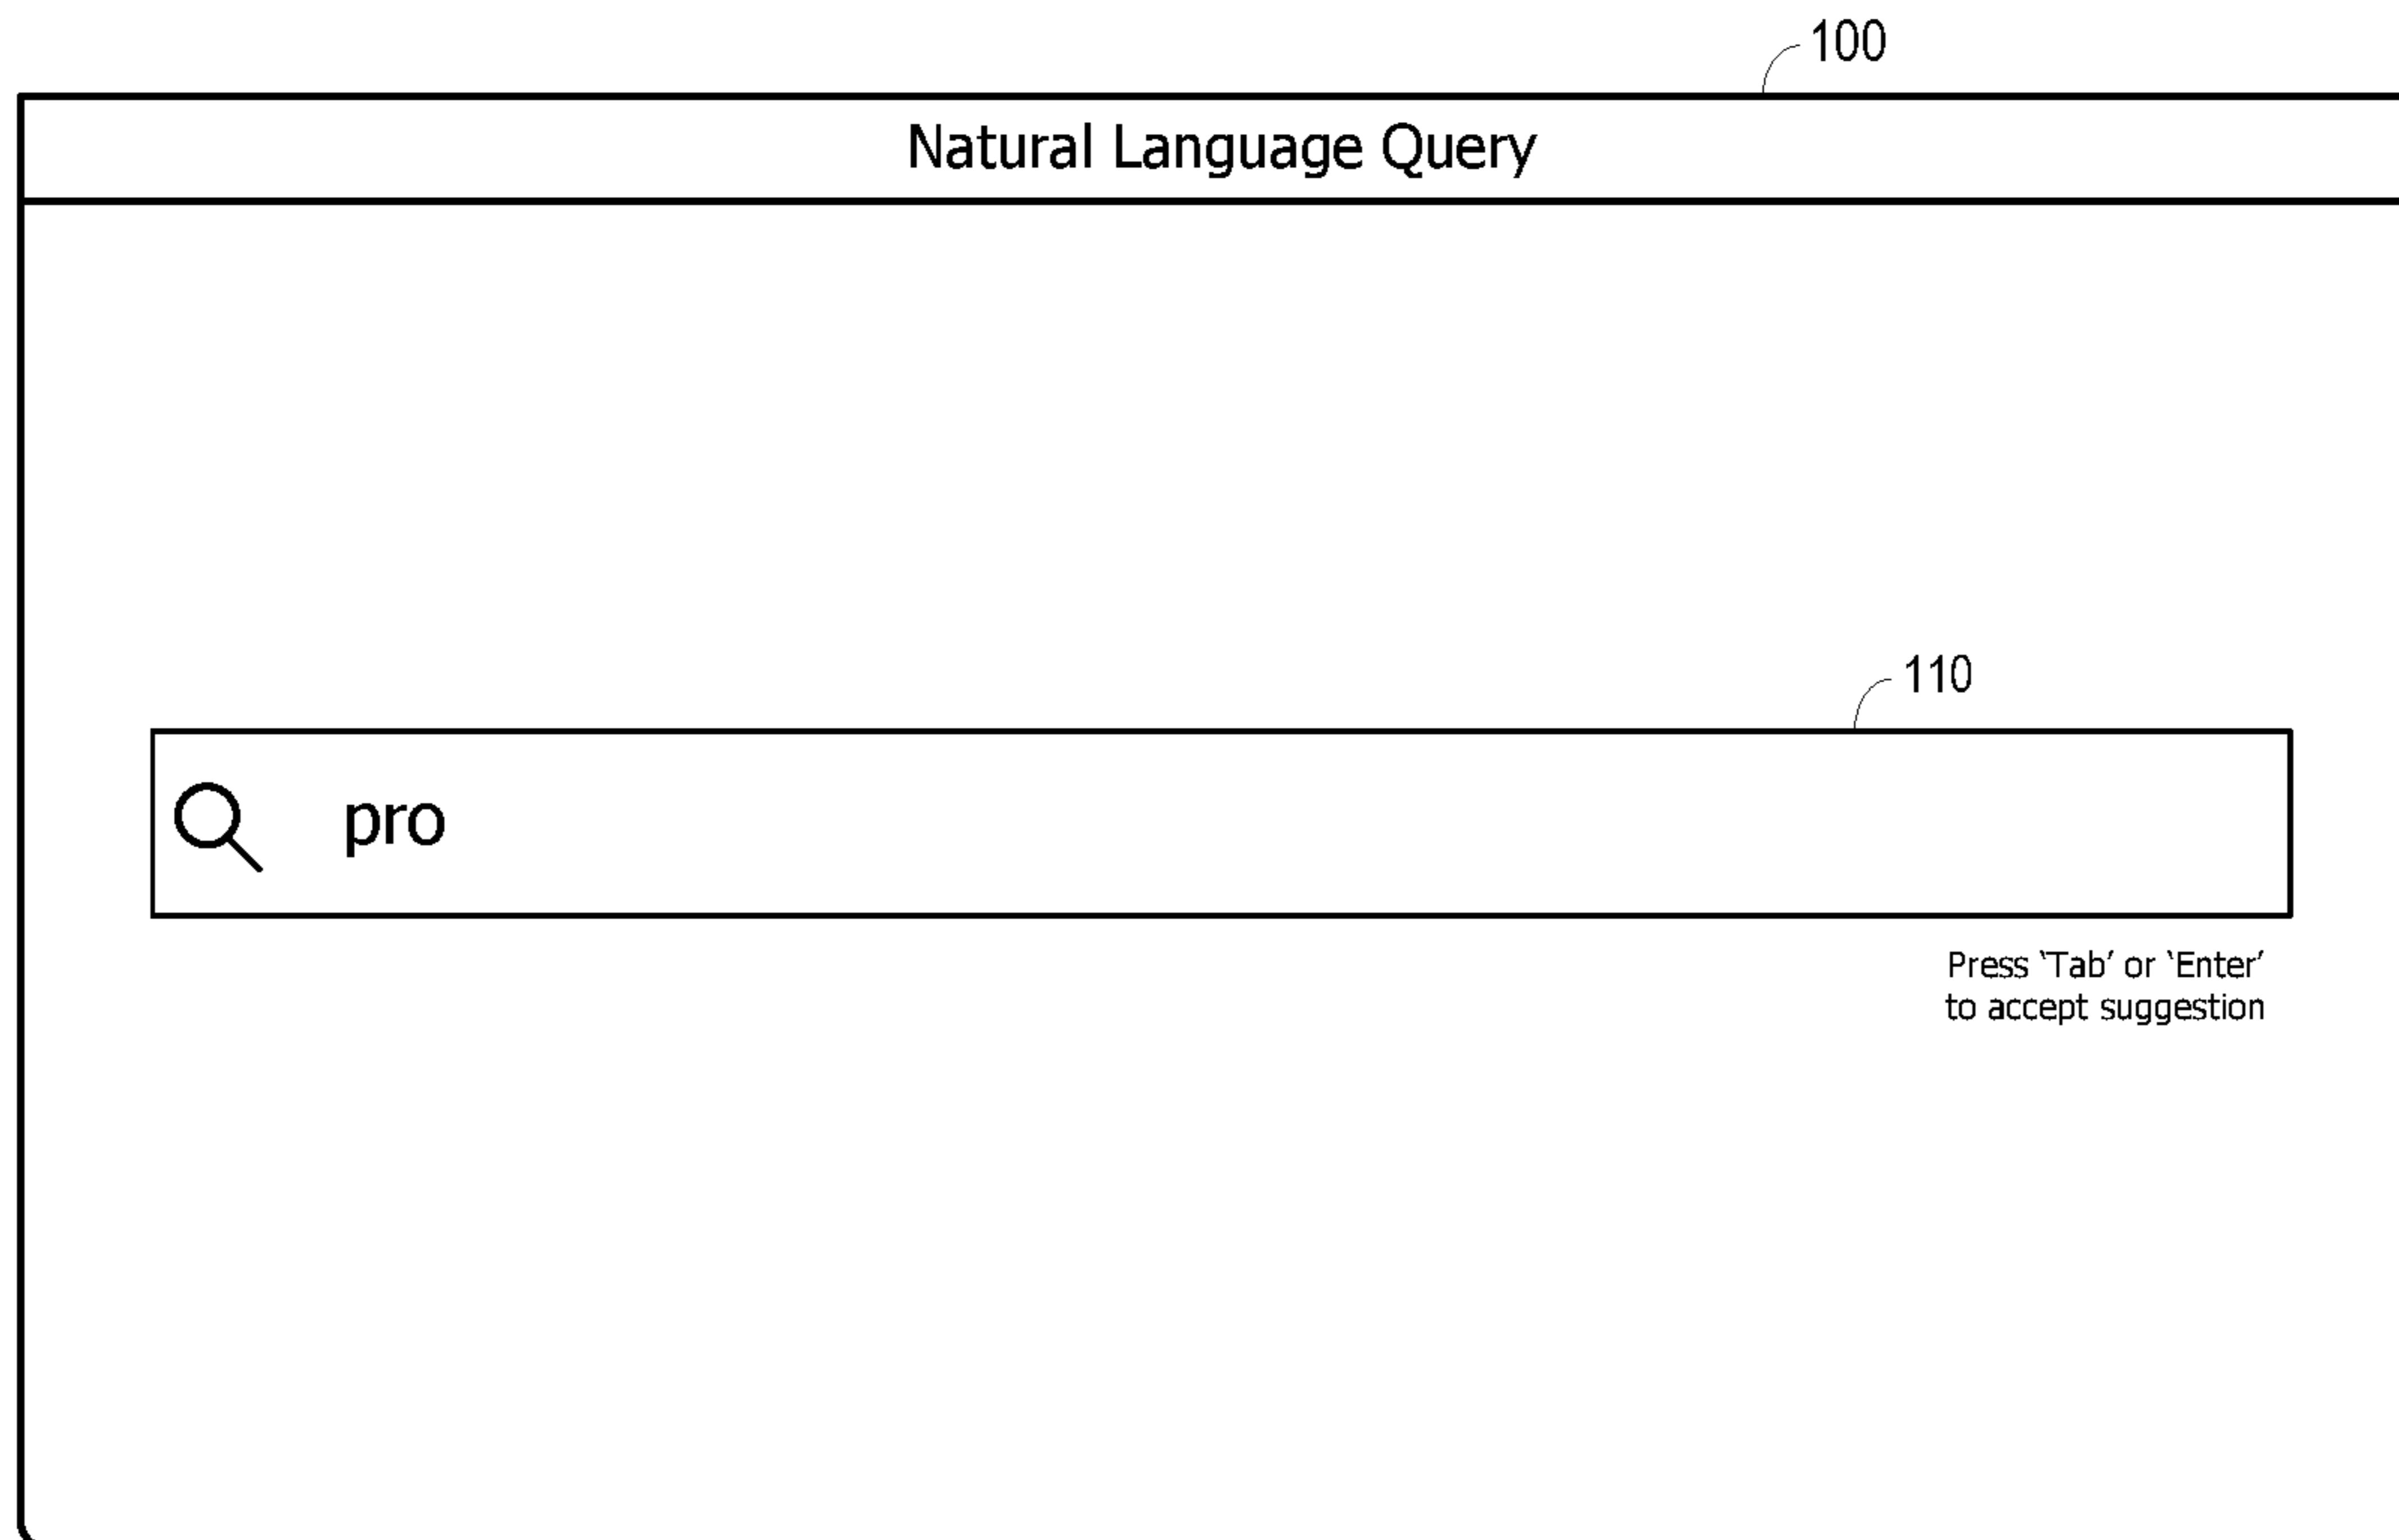 100
Natural Language Query
110
pro
Press ‘Tab’ or ‘Enter’
to accept suggestion